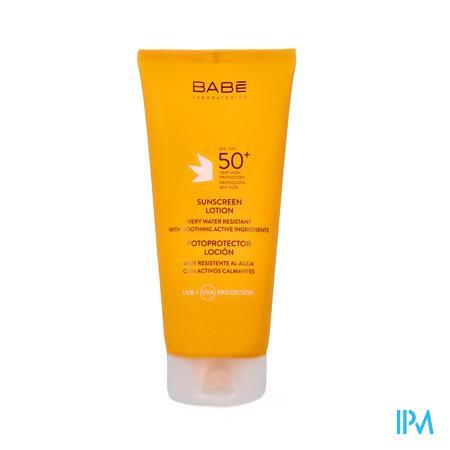 BABÉ
LABORATORIOS
SPF · FPS
50+
VERY HIGH
PROTECTION
PROTECCIÓN
MUY ALTA
SUNSCREEN
LOTION
VERY WATER RESISTANT
WITH SOOTHING ACTIVE INGREDIENTS
FOTOPROTECTOR
LOCIÓN
MUY RESISTENTE AL AGUA
CON ACTIVOS CALMANTES
UVB + UVA PROTECTION
IPM